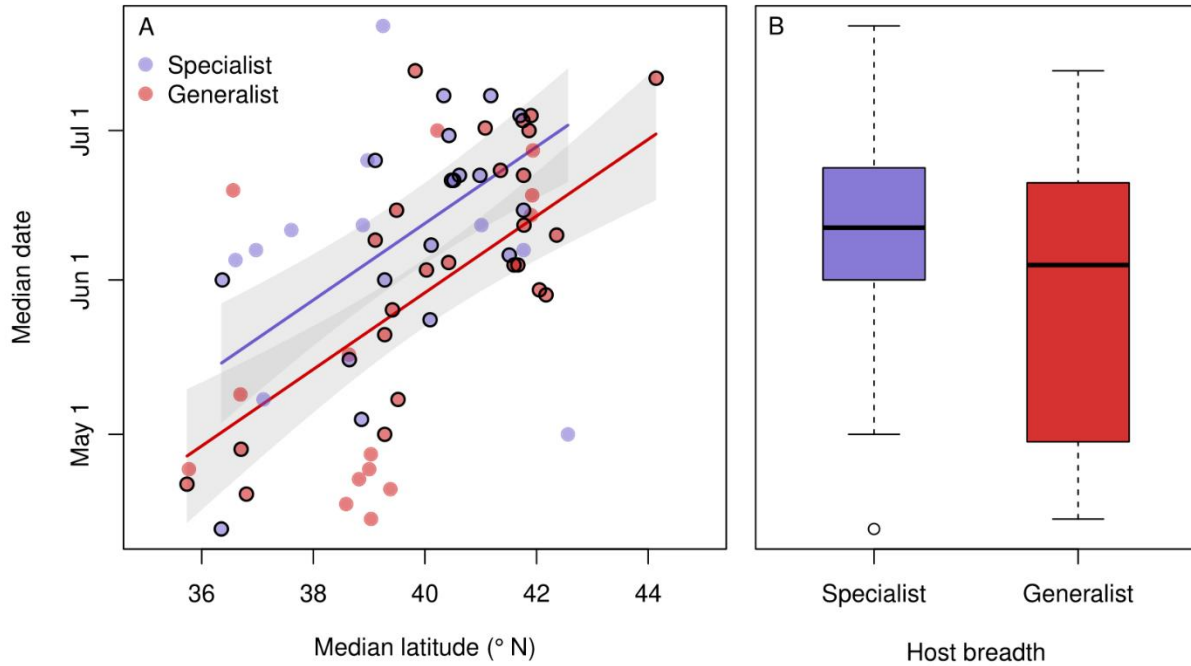 A
Specialist
Generalist
Median date
Jul 1
Jun 1
May 1
36 38 40 42 44
Median latitude (° N)
B
Specialist Generalist
Host breadth